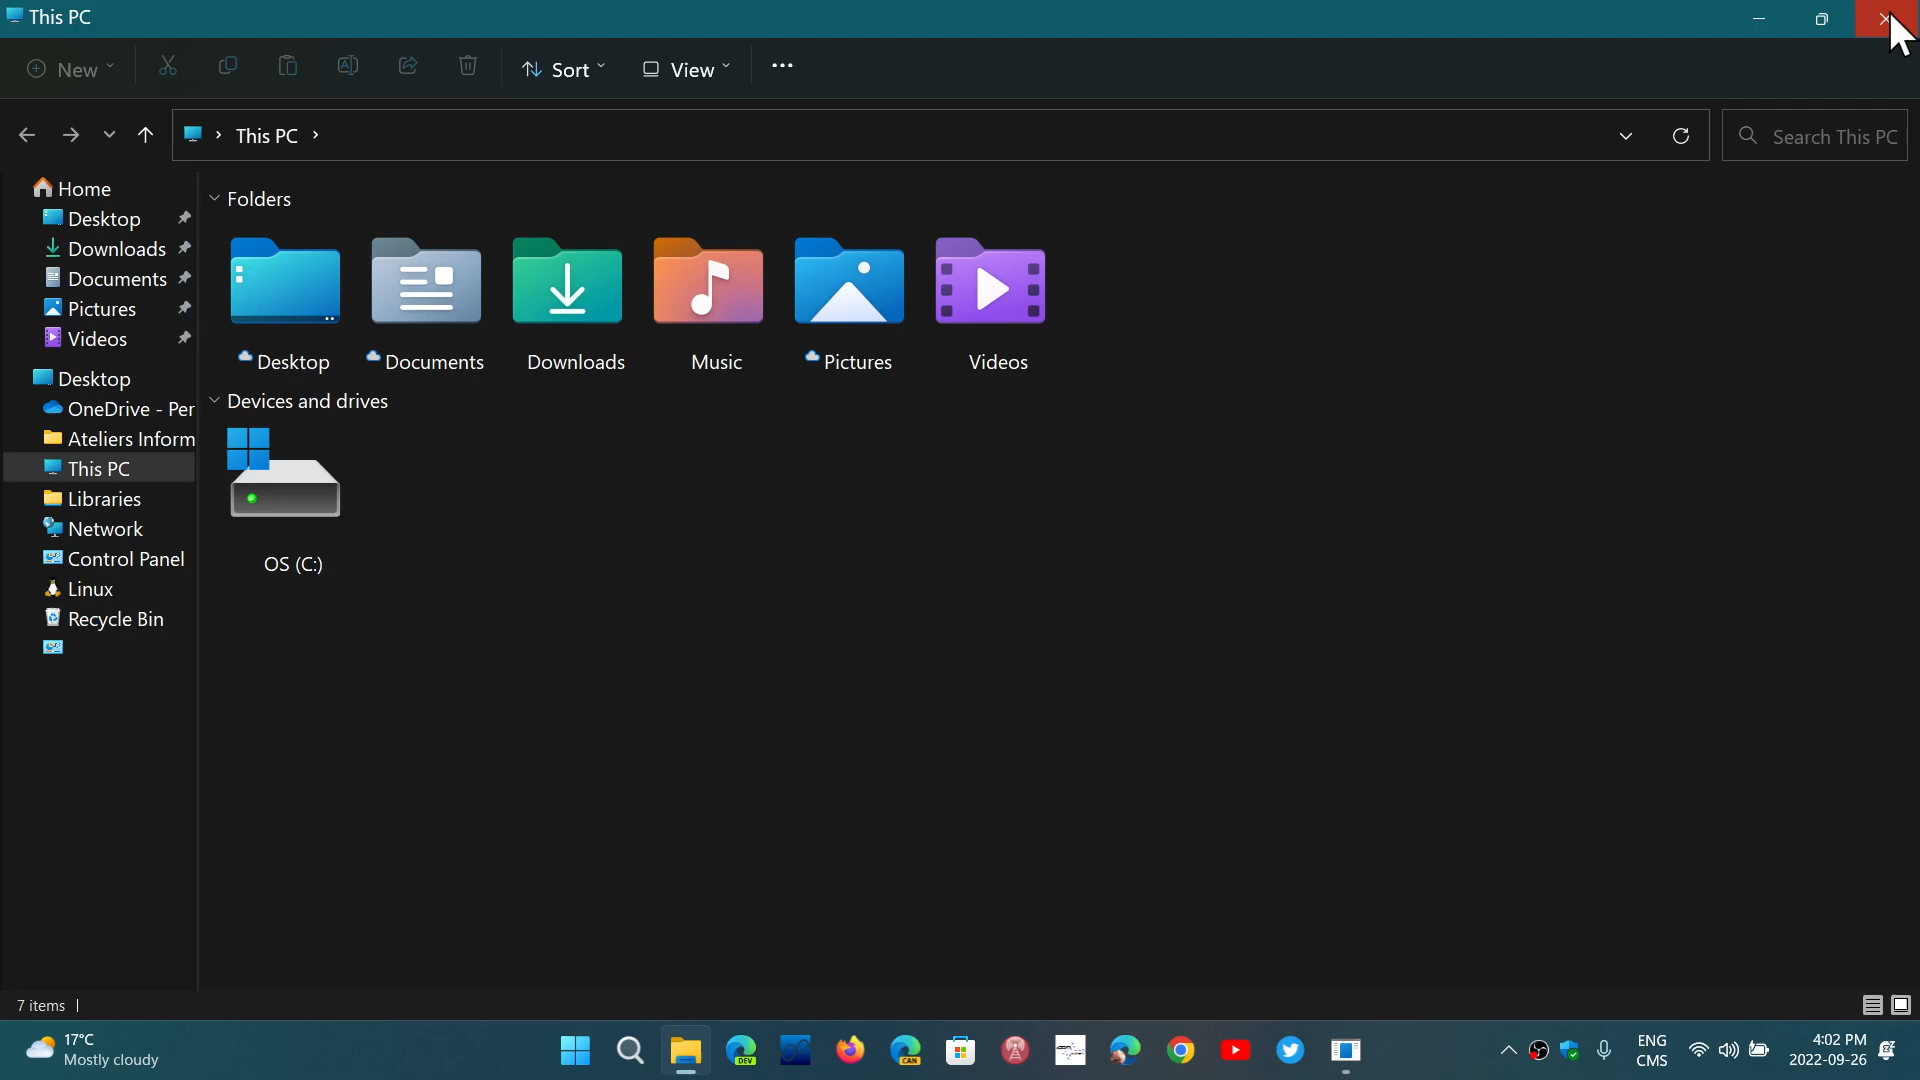 This PC
New
Sort
View
This PC
Search This PC
Home
Desktop
Downloads
Documents
Pictures
Videos
Desktop
OneDrive - Per
Ateliers Inform
This PC
Libraries
Network
Control Panel
Linux
Recycle Bin
Folders
Desktop
Documents
Downloads
Music
Pictures
Videos
Devices and drives
OS (C:)
7 items
17°C
Mostly cloudy
DEV
CAN
ENG
CMS
4:02 PM
2022-09-26